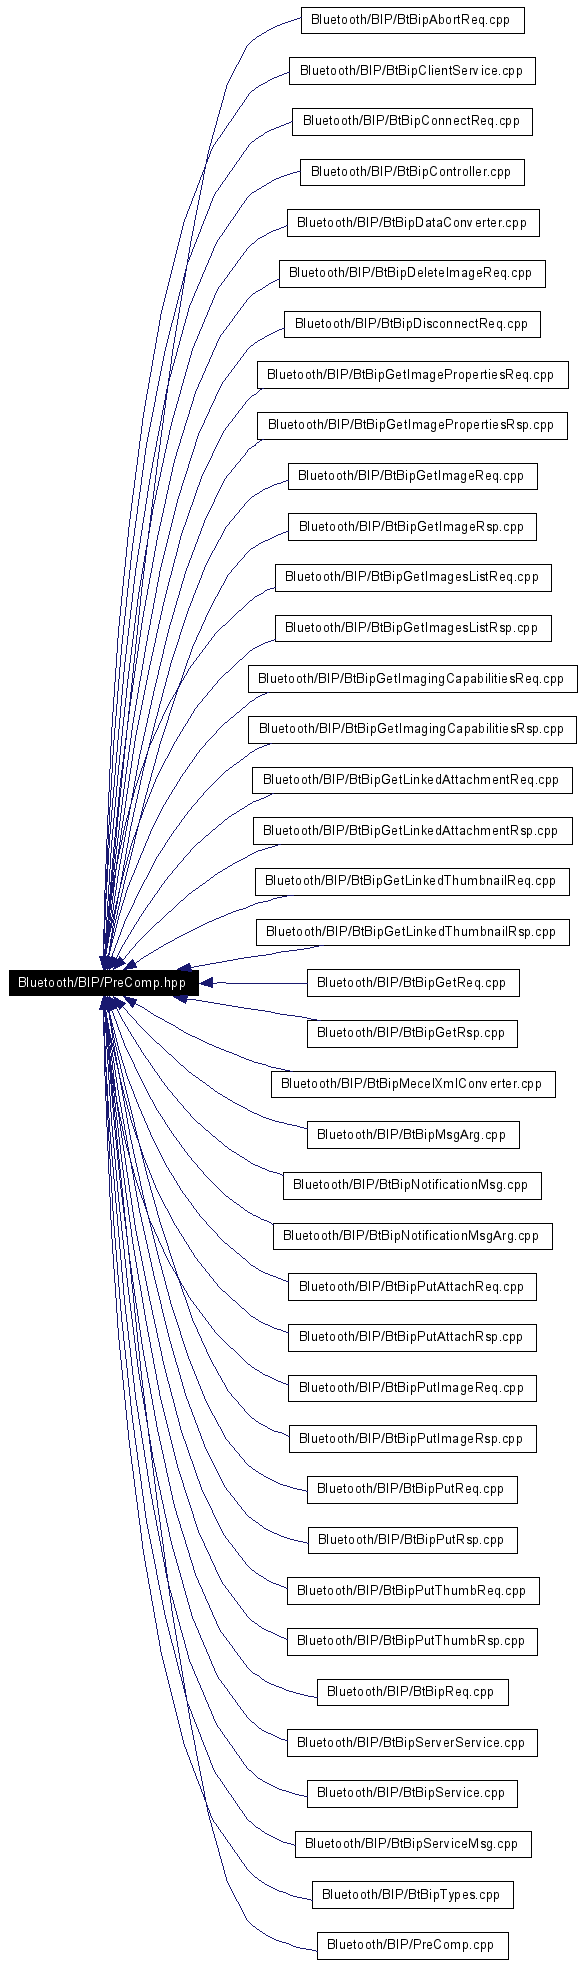 Bluetooth/BIP/BtBipAbortReq.cpp
Bluetooth/BIP/BtBipClientService.cpp
Bluetooth/BIP/BtBipConnectReq.cpp
Bluetooth/BIP/BtBipController.cpp
Bluetooth/BIP/BtBipDataConverter.cpp
Bluetooth/BIP/BtBipDeleteImageReq.cpp
Bluetooth/BIP/BtBipDisconnectReq.cpp
Bluetooth/BIP/BtBipGetImagePropertiesReq.cpp
Bluetooth/BIP/BtBipGetImagePropertiesRsp.cpp
Bluetooth/BIP/BtBipGetImageReq.cpp
Bluetooth/BIP/BtBipGetImageRsp.cpp
Bluetooth/BIP/BtBipGetImagesListReq.cpp
Bluetooth/BIP/BtBipGetImagesListRsp.cpp
Bluetooth/BIP/BtBipGetImagingCapabilitiesReq.cpp
Bluetooth/BIP/BtBipGetImagingCapabilitiesRsp.cpp
Bluetooth/BIP/BtBipGetLinkedAttachmentReq.cpp
Bluetooth/BIP/BtBipGetLinkedAttachmentRsp.cpp
Bluetooth/BIP/BtBipGetLinkedThumbnailReq.cpp
Bluetooth/BIP/BtBipGetLinkedThumbnailRsp.cpp
Bluetooth/BIP/PreComp.hpp
Bluetooth/BIP/BtBipGetReq.cpp
Bluetooth/BIP/BtBipGetRsp.cpp
Bluetooth/BIP/BtBipMecelXmlConverter.cpp
Bluetooth/BIP/BtBipMsgArg.cpp
Bluetooth/BIP/BtBipNotificationMsg.cpp
Bluetooth/BIP/BtBipNotificationMsgArg.cpp
Bluetooth/BIP/BtBipPutAttachReq.cpp
Bluetooth/BIP/BtBipPutAttachRsp.cpp
Bluetooth/BIP/BtBipPutImageReq.cpp
Bluetooth/BIP/BtBipPutImageRsp.cpp
Bluetooth/BIP/BtBipPutReq.cpp
Bluetooth/BIP/BtBipPutRsp.cpp
Bluetooth/BIP/BtBipPutThumbReq.cpp
Bluetooth/BIP/BtBipPutThumbRsp.cpp
Bluetooth/BIP/BtBipReq.cpp
Bluetooth/BIP/BtBipServerService.cpp
Bluetooth/BIP/BtBipService.cpp
Bluetooth/BIP/BtBipServiceMsg.cpp
Bluetooth/BIP/BtBipTypes.cpp
Bluetooth/BIP/PreComp.cpp